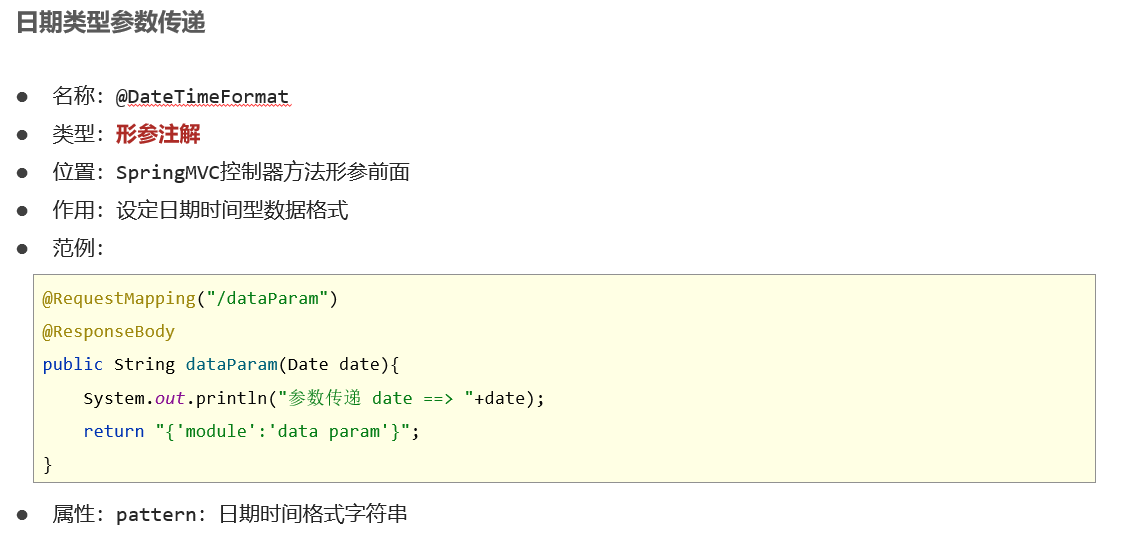 日期类型参数传递
● 名称：@DateTimeFormat
● 类型：形参注解
● 位置：SpringMVC控制器方法形参前面
● 作用：设定日期时间型数据格式
● 范例：
@RequestMapping("/dataParam")
@ResponseBody
public String dataParam(Date date){
    System.out.println("参数传递 date ==> "+date);
    return "{'module':'data param'}";
}
● 属性：pattern：日期时间格式字符串